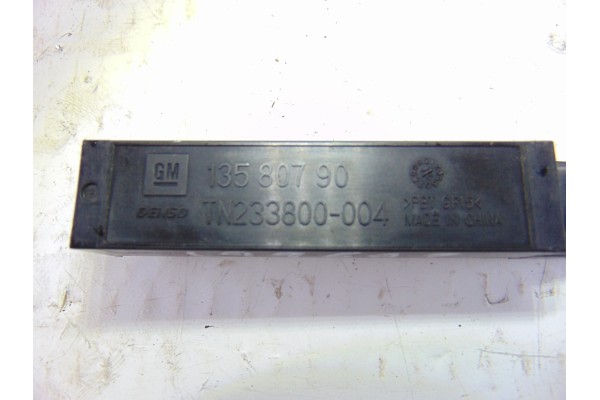 GM 135 807 90
DENSO TN233800-004
MADE IN CHINA